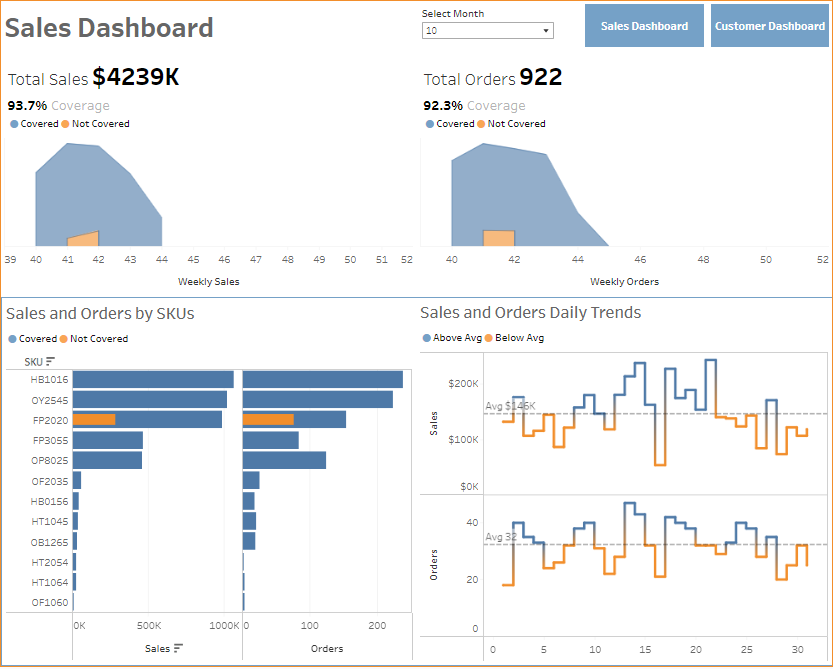 Sales Dashboard
Select Month
10
Sales Dashboard
Customer Dashboard
Total Sales $4239K
93.7% Coverage
Covered Not Covered
39 40 41 42 43 44 45 46 47 48 49 50 51 52
Weekly Sales
Total Orders 922
92.3% Coverage
Covered Not Covered
40 42 44 46 48 50 52
Weekly Orders
Sales and Orders by SKUs
Covered Not Covered
SKU
HB1016
OY2545
FP2020
FP3055
OP8025
OF2035
HB0156
HT1045
OB1265
HT2054
HT1064
OF1060
0K 500K 1000K 0 100 200
Sales Orders
Sales and Orders Daily Trends
Above Avg Below Avg
Sales
$200K
Avg $146K
$100K
$0K
Orders
40
Avg 32
20
0
0 5 10 15 20 25 30